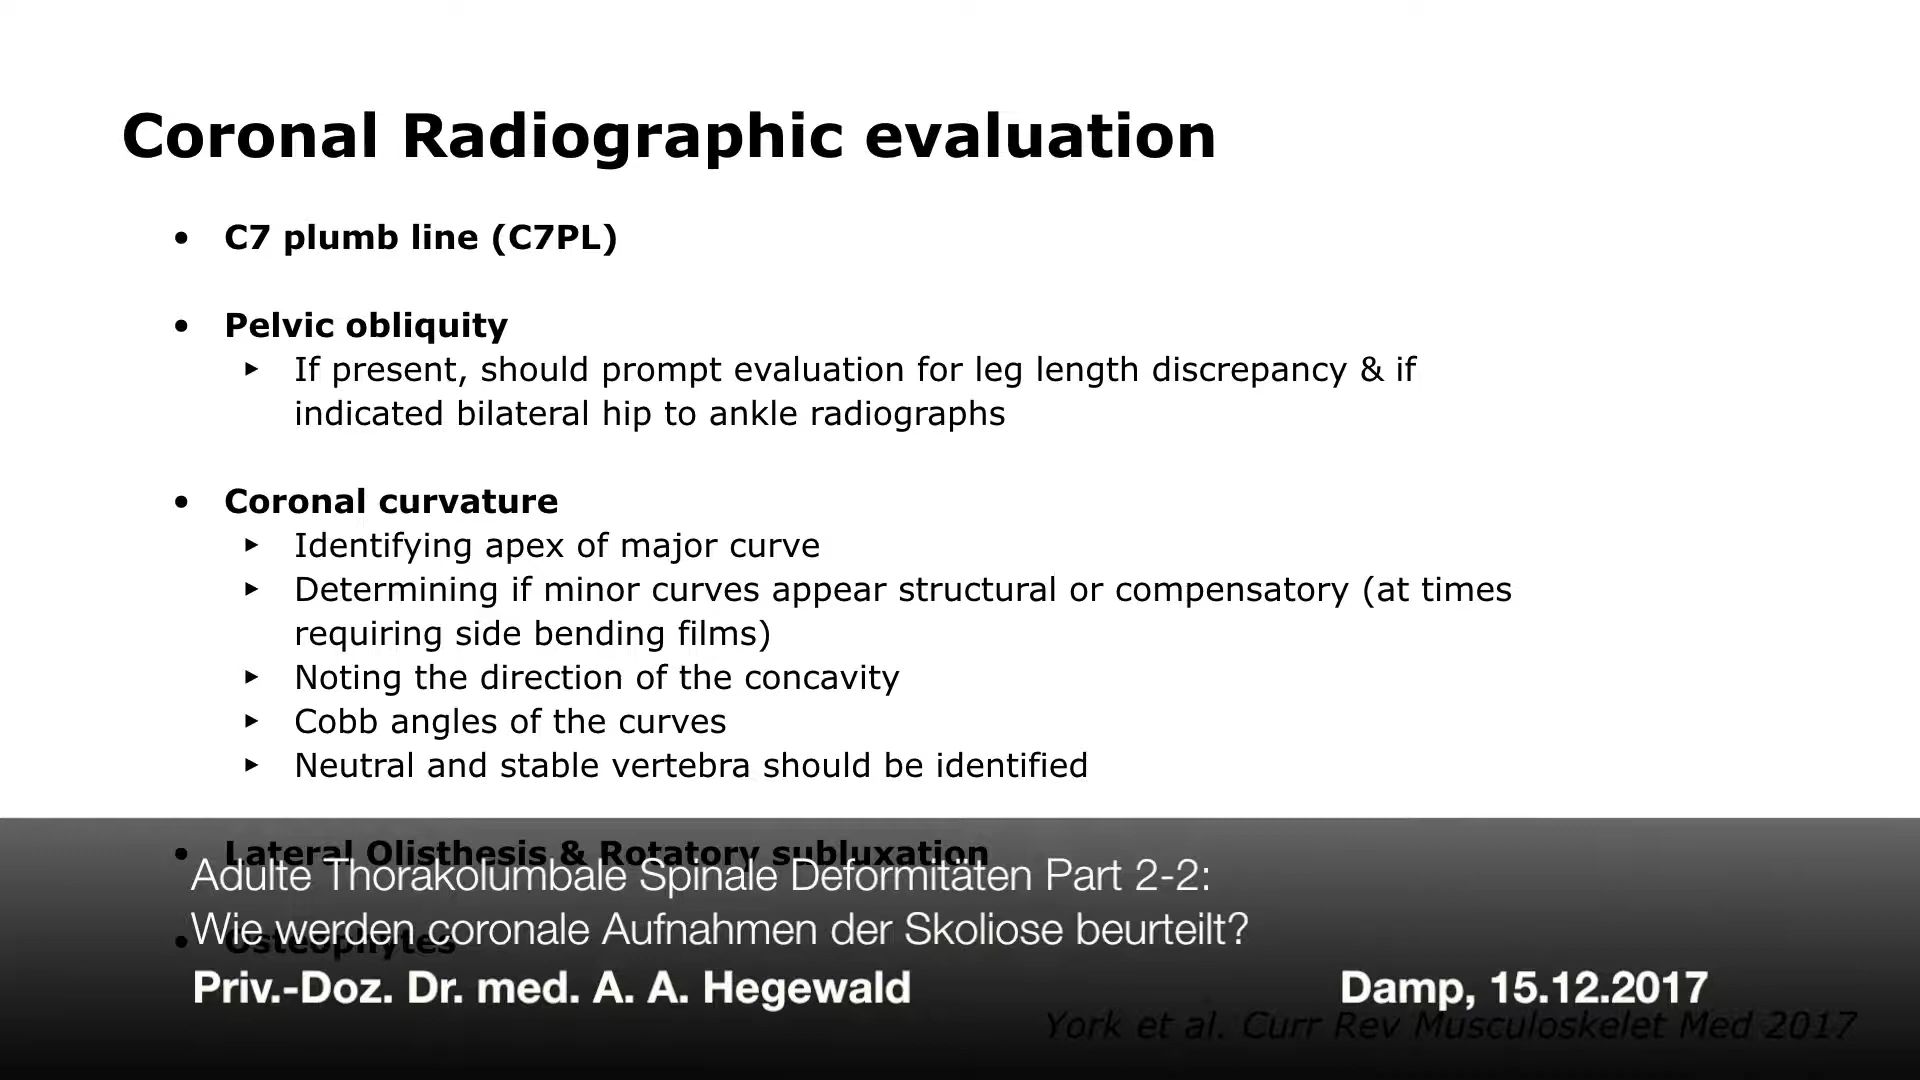 Coronal Radiographic evaluation
• C7 plumb line (C7PL)
• Pelvic obliquity
▸ If present, should prompt evaluation for leg length discrepancy & if
indicated bilateral hip to ankle radiographs
• Coronal curvature
▸ Identifying apex of major curve
▸ Determining if minor curves appear structural or compensatory (at times
requiring side bending films)
▸ Noting the direction of the concavity
▸ Cobb angles of the curves
▸ Neutral and stable vertebra should be identified
• Lateral Olisthesis & Rotatory subluxation
Adulte Thorakolumbale Spinale Deformitäten Part 2-2:
Wie werden coronale Aufnahmen der Skoliose beurteilt?
• Osteophytes
Priv.-Doz. Dr. med. A. A. Hegewald Damp, 15.12.2017
York et al. Curr Rev Musculoskelet Med 2017